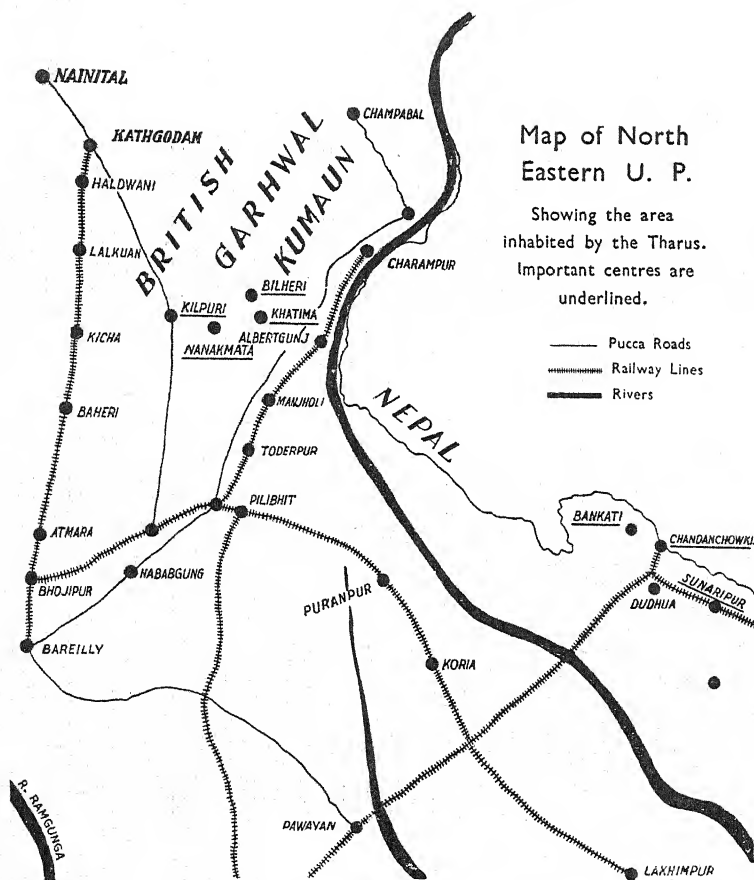 NAINITAL
KATHGODAM
HALDWANI
LALKUAN
KICHA
BAHERI
ATMARA
BHOJIPUR
BAREILLY
R. RAMGUNGA
BRITISH
GARHWAL
KUMAUN
CHAMPABAL
CHARAMPUR
BILHERI
KILPURI
KHATIMA
NANAKMATA
ALBERTGUNJ
MANJHOLI
TODERPUR
PILIBHIT
NABABGUNG
PURANPUR
KORIA
PAWAYAN
LAKHIMPUR
NEPAL
BANKATI
CHANDANCHOWKI
SUNARIPUR
DUDHUA
Map of North
Eastern U. P.
Showing the area
inhabited by the Tharus.
Important centres are
underlined.
Pucca Roads
Railway Lines
Rivers